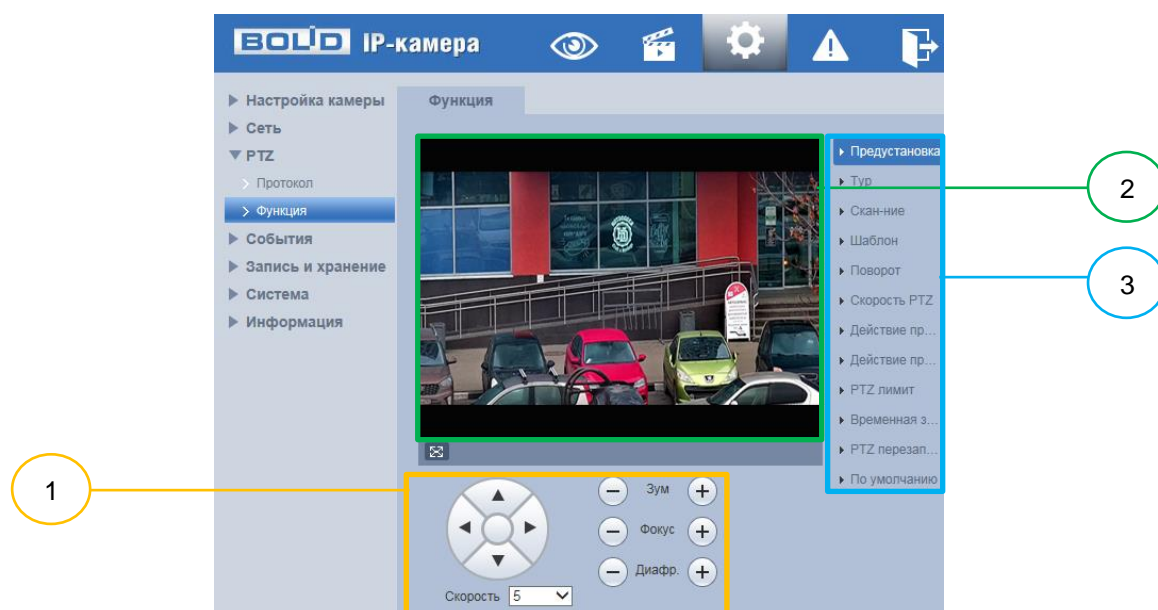 BOLID IP-камера
Настройка камеры
Сеть
PTZ
Протокол
Функция
События
Запись и хранение
Система
Информация
Функция
Предустановка
Тур
Скан-ние
Шаблон
Поворот
Скорость PTZ
Действие пр...
Действие пр...
PTZ лимит
Временная з...
PTZ перезап...
По умолчанию
Зум
Фокус
Диафр.
Скорость 5
1
2
3